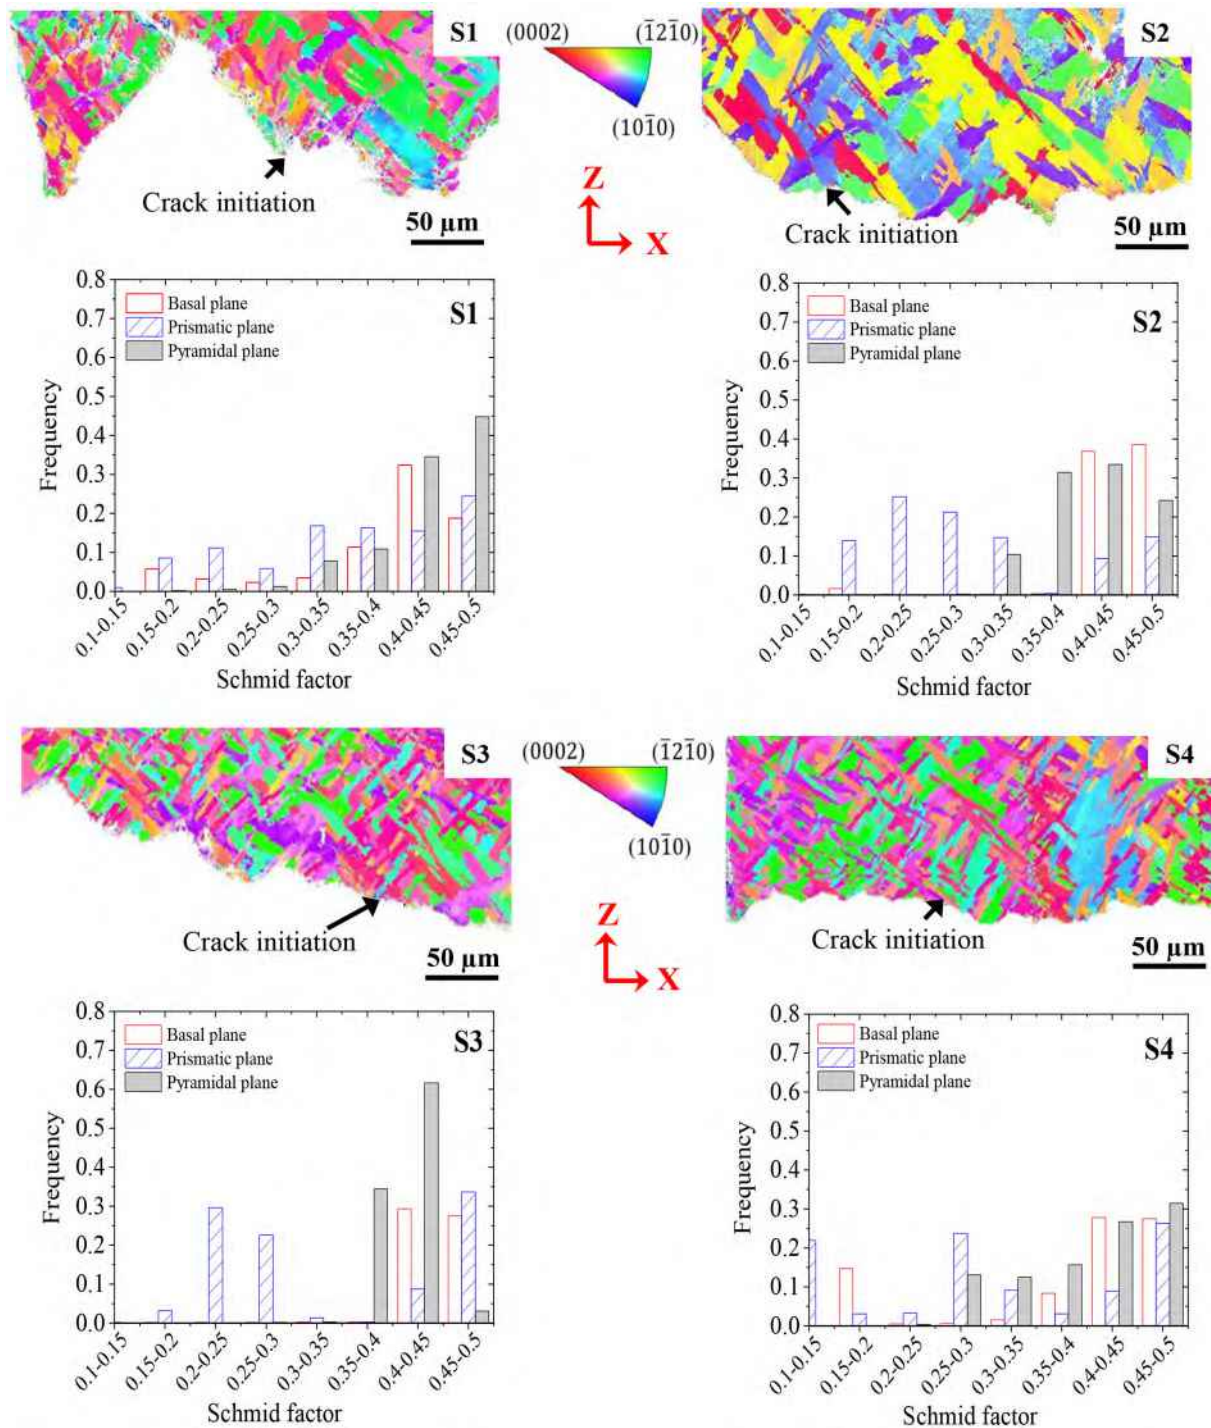 S1
(0002) (1̅21̅0)
(101̅0)
S2
Crack initiation
50 µm
Z
X
Crack initiation
50 µm
0.8
0.7
0.6
0.5
0.4
0.3
0.2
0.1
0.0
Frequency
Basal plane
Prismatic plane
Pyramidal plane
S1
0.1-0.15
0.15-0.2
0.2-0.25
0.25-0.3
0.3-0.35
0.35-0.4
0.4-0.45
0.45-0.5
Schmid factor
0.8
0.7
0.6
0.5
0.4
0.3
0.2
0.1
0.0
Frequency
Basal plane
Prismatic plane
Pyramidal plane
S2
0.1-0.15
0.15-0.2
0.2-0.25
0.25-0.3
0.3-0.35
0.35-0.4
0.4-0.45
0.45-0.5
Schmid factor
S3
(0002) (1̅21̅0)
(101̅0)
S4
Crack initiation
50 µm
Z
X
Crack initiation
50 µm
0.8
0.7
0.6
0.5
0.4
0.3
0.2
0.1
0.0
Frequency
Basal plane
Prismatic plane
Pyramidal plane
S3
0.1-0.15
0.15-0.2
0.2-0.25
0.25-0.3
0.3-0.35
0.35-0.4
0.4-0.45
0.45-0.5
Schmid factor
0.8
0.7
0.6
0.5
0.4
0.3
0.2
0.1
0.0
Frequency
Basal plane
Prismatic plane
Pyramidal plane
S4
0.1-0.15
0.15-0.2
0.2-0.25
0.25-0.3
0.3-0.35
0.35-0.4
0.4-0.45
0.45-0.5
Schmid factor